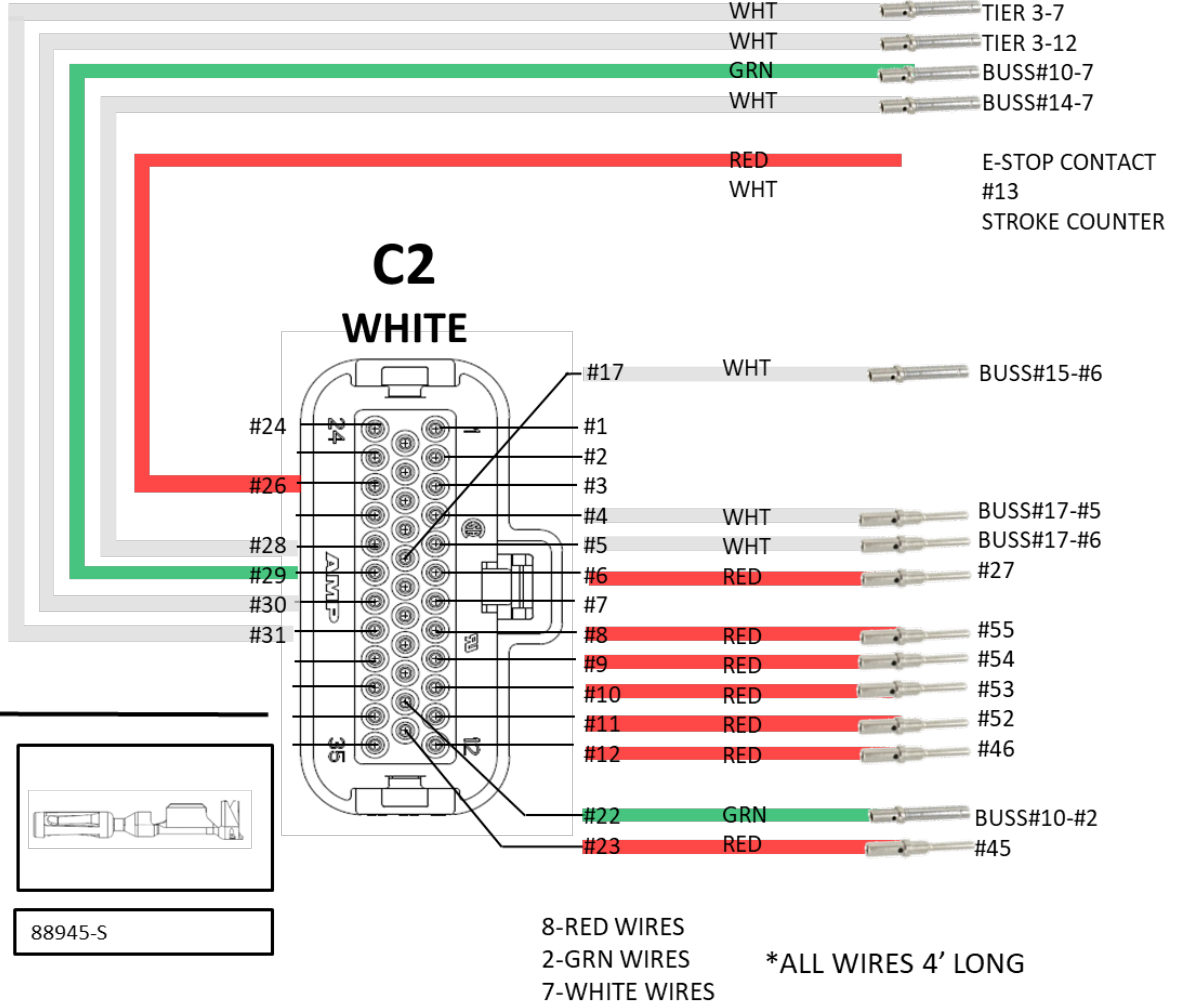 WHT TIER 3-7
WHT TIER 3-12
GRN BUSS#10-7
WHT BUSS#14-7
RED E-STOP CONTACT
WHT #13
STROKE COUNTER
C2
WHITE
#17 WHT BUSS#15-#6
#24 24 1 #1
#2
#26 #3
#4 WHT BUSS#17-#5
#28 #5 WHT BUSS#17-#6
#29 AMP #6 RED #27
#30 #7
#31 #8 RED #55
#9 RED #54
#10 RED #53
#11 RED #52
35 12 #12 RED #46
#22 GRN BUSS#10-#2
#23 RED #45
88945-S
8-RED WIRES
2-GRN WIRES
7-WHITE WIRES
*ALL WIRES 4’ LONG